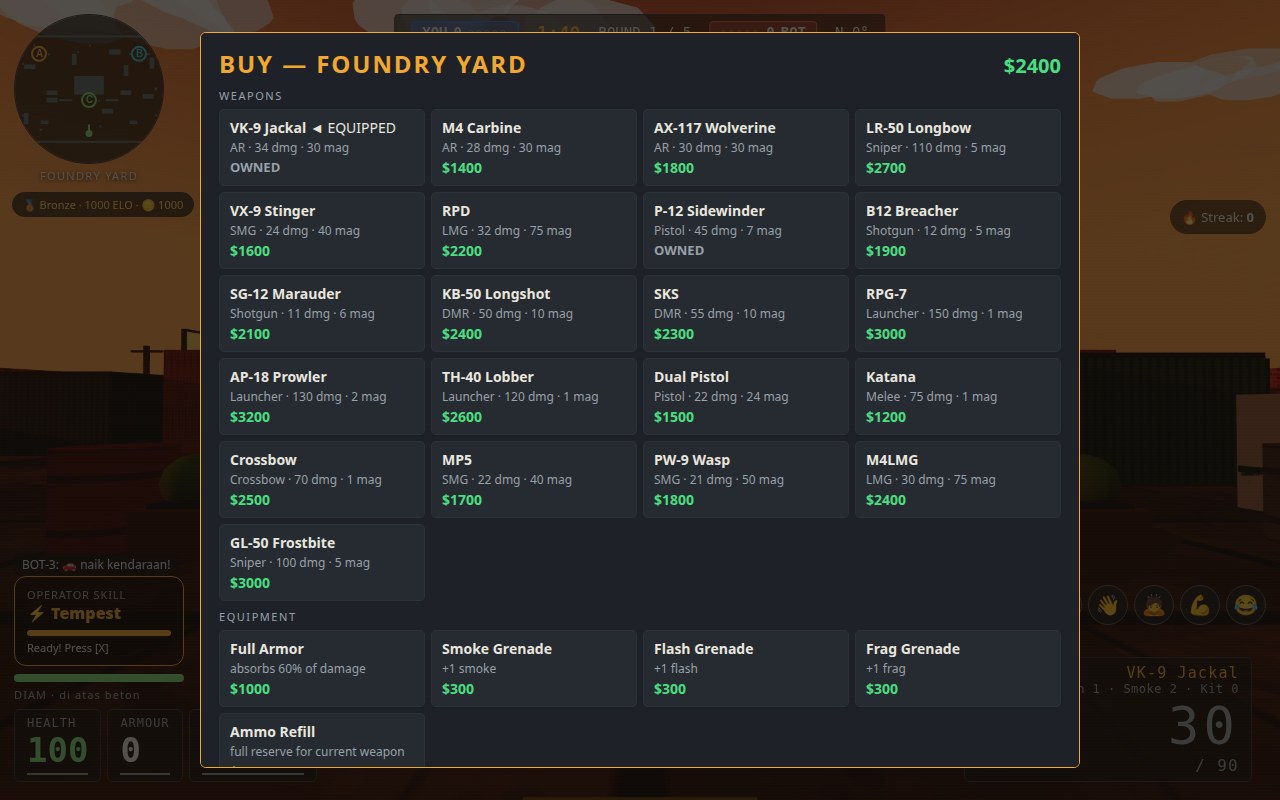 YOU 0
1:40
ROUND 1 / 5
0 BOT
N 0°
A
B
C
FOUNDRY YARD
Bronze · 1000 ELO · 1000
🔥 Streak: 0
BUY — FOUNDRY YARD
$2400
WEAPONS
VK-9 Jackal ◄ EQUIPPED
AR · 34 dmg · 30 mag
OWNED
M4 Carbine
AR · 28 dmg · 30 mag
$1400
AX-117 Wolverine
AR · 30 dmg · 30 mag
$1800
LR-50 Longbow
Sniper · 110 dmg · 5 mag
$2700
VX-9 Stinger
SMG · 24 dmg · 40 mag
$1600
RPD
LMG · 32 dmg · 75 mag
$2200
P-12 Sidewinder
Pistol · 45 dmg · 7 mag
OWNED
B12 Breacher
Shotgun · 12 dmg · 5 mag
$1900
SG-12 Marauder
Shotgun · 11 dmg · 6 mag
$2100
KB-50 Longshot
DMR · 50 dmg · 10 mag
$2400
SKS
DMR · 55 dmg · 10 mag
$2300
RPG-7
Launcher · 150 dmg · 1 mag
$3000
AP-18 Prowler
Launcher · 130 dmg · 2 mag
$3200
TH-40 Lobber
Launcher · 120 dmg · 1 mag
$2600
Dual Pistol
Pistol · 22 dmg · 24 mag
$1500
Katana
Melee · 75 dmg · 1 mag
$1200
Crossbow
Crossbow · 70 dmg · 1 mag
$2500
MP5
SMG · 22 dmg · 40 mag
$1700
PW-9 Wasp
SMG · 21 dmg · 50 mag
$1800
M4LMG
LMG · 30 dmg · 75 mag
$2400
GL-50 Frostbite
Sniper · 100 dmg · 5 mag
$3000
EQUIPMENT
Full Armor
absorbs 60% of damage
$1000
Smoke Grenade
+1 smoke
$300
Flash Grenade
+1 flash
$300
Frag Grenade
+1 frag
$300
Ammo Refill
full reserve for current weapon
BOT-3: 🚗 naik kendaraan!
OPERATOR SKILL
⚡ Tempest
Ready! Press [X]
DIAM · di atas beton
HEALTH
100
ARMOUR
0
VK-9 Jackal
1 · Smoke 2 · Kit 0
30
/ 90